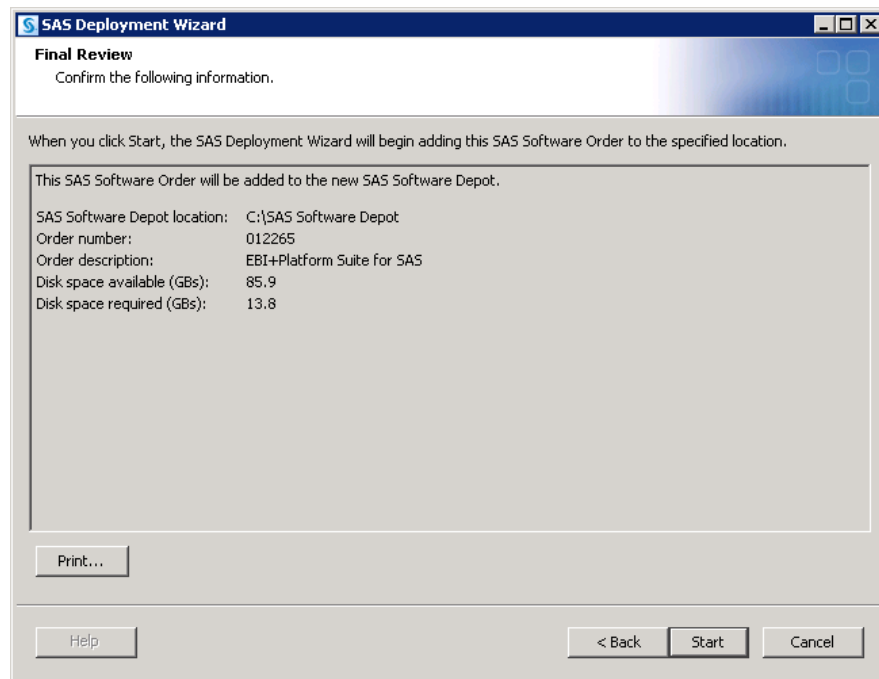 SAS Deployment Wizard
Final Review
Confirm the following information.
When you click Start, the SAS Deployment Wizard will begin adding this SAS Software Order to the specified location.
This SAS Software Order will be added to the new SAS Software Depot.
SAS Software Depot location: C:\SAS Software Depot
Order number: 012265
Order description: EBI+Platform Suite for SAS
Disk space available (GBs): 85.9
Disk space required (GBs): 13.8
Print...
Help < Back Start Cancel